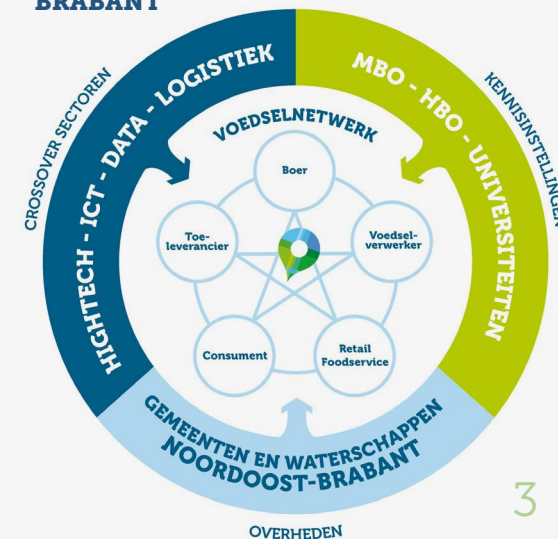 BRABANT
CROSSOVER SECTOREN
HIGHTECH - ICT - DATA - LOGISTIEK
MBO - HBO - UNIVERSITEITEN
KENNISINSTELLINGEN
VOEDSELNETWERK
Boer
Toe-
leverancier
Voedsel-
verwerker
Consument
Retail
Foodservice
GEMEENTEN EN WATERSCHAPPEN
NOORDOOST-BRABANT
OVERHEDEN
3